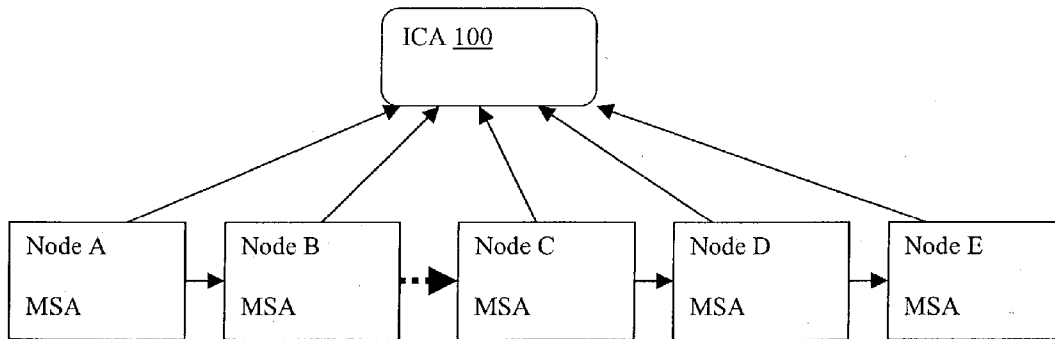 ICA 100
Node A
MSA
Node B
MSA
Node C
MSA
Node D
MSA
Node E
MSA